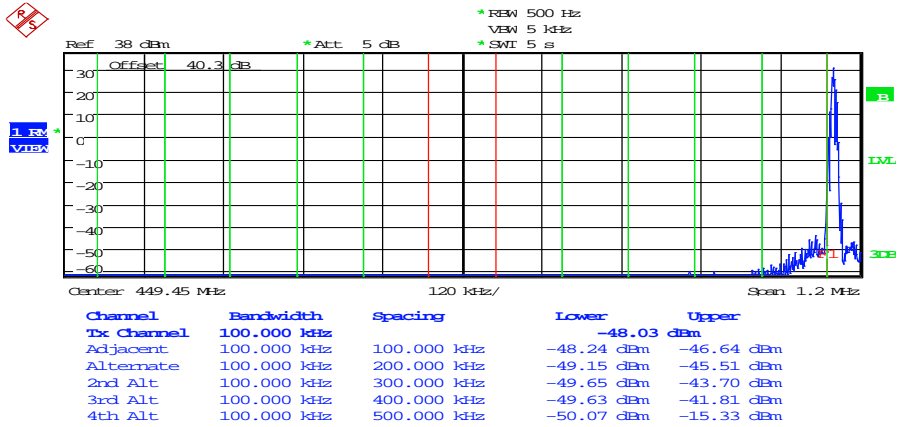 R S
*RBW 500 Hz
VBW 5 kHz
Ref 38 dBm *Att 5 dB *SWT 5 s
Offset 40.3 dB
30
20
B
10
1 RM *
VIEW
0
-10
LVL
-20
-30
-40
-50
F1
3DB
-60
Center 449.45 MHz 120 kHz/ Span 1.2 MHz
Channel Bandwidth Spacing Lower Upper
Tx Channel 100.000 kHz -48.03 dBm
Adjacent 100.000 kHz 100.000 kHz -48.24 dBm -46.64 dBm
Alternate 100.000 kHz 200.000 kHz -49.15 dBm -45.51 dBm
2nd Alt 100.000 kHz 300.000 kHz -49.65 dBm -43.70 dBm
3rd Alt 100.000 kHz 400.000 kHz -49.63 dBm -41.81 dBm
4th Alt 100.000 kHz 500.000 kHz -50.07 dBm -15.33 dBm